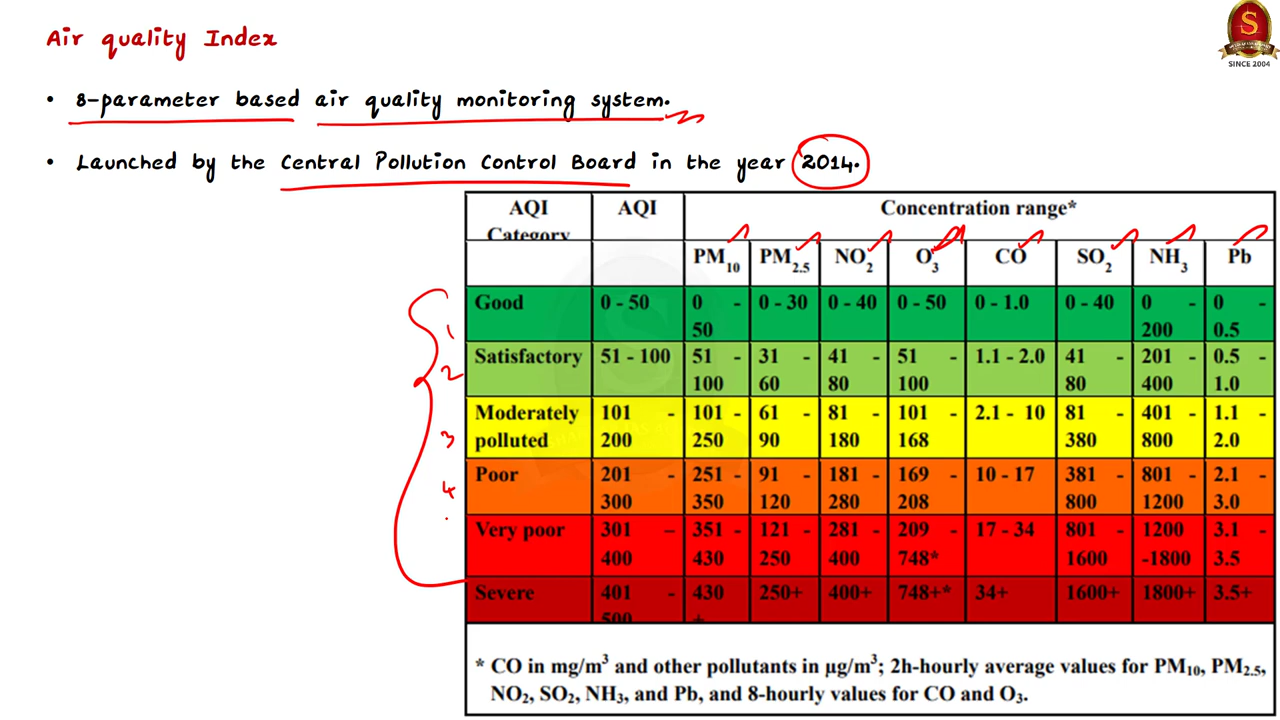 Air quality Index
SINCE 2004
• 8-parameter based air quality monitoring system.
• Launched by the Central Pollution Control Board in the year 2014.
AQI Category AQI Concentration range*
PM10 PM2.5 NO2 O3 CO SO2 NH3 Pb
Good 0 - 50 0 - 50 0 - 30 0 - 40 0 - 50 0 - 1.0 0 - 40 0 - 200 0 - 0.5
1
Satisfactory 51 - 100 51 - 100 31 - 60 41 - 80 51 - 100 1.1 - 2.0 41 - 80 201 - 400 0.5 - 1.0
2
Moderately polluted 101 - 200 101 - 250 61 - 90 81 - 180 101 - 168 2.1 - 10 81 - 380 401 - 800 1.1 - 2.0
3
Poor 201 - 300 251 - 350 91 - 120 181 - 280 169 - 208 10 - 17 381 - 800 801 - 1200 2.1 - 3.0
4
Very poor 301 - 400 351 - 430 121 - 250 281 - 400 209 - 748* 17 - 34 801 - 1600 1200 -1800 3.1 - 3.5
Severe 401 - 500 430 + 250+ 400+ 748+* 34+ 1600+ 1800+ 3.5+
* CO in mg/m3 and other pollutants in µg/m3; 2h-hourly average values for PM10, PM2.5,
NO2, SO2, NH3, and Pb, and 8-hourly values for CO and O3.